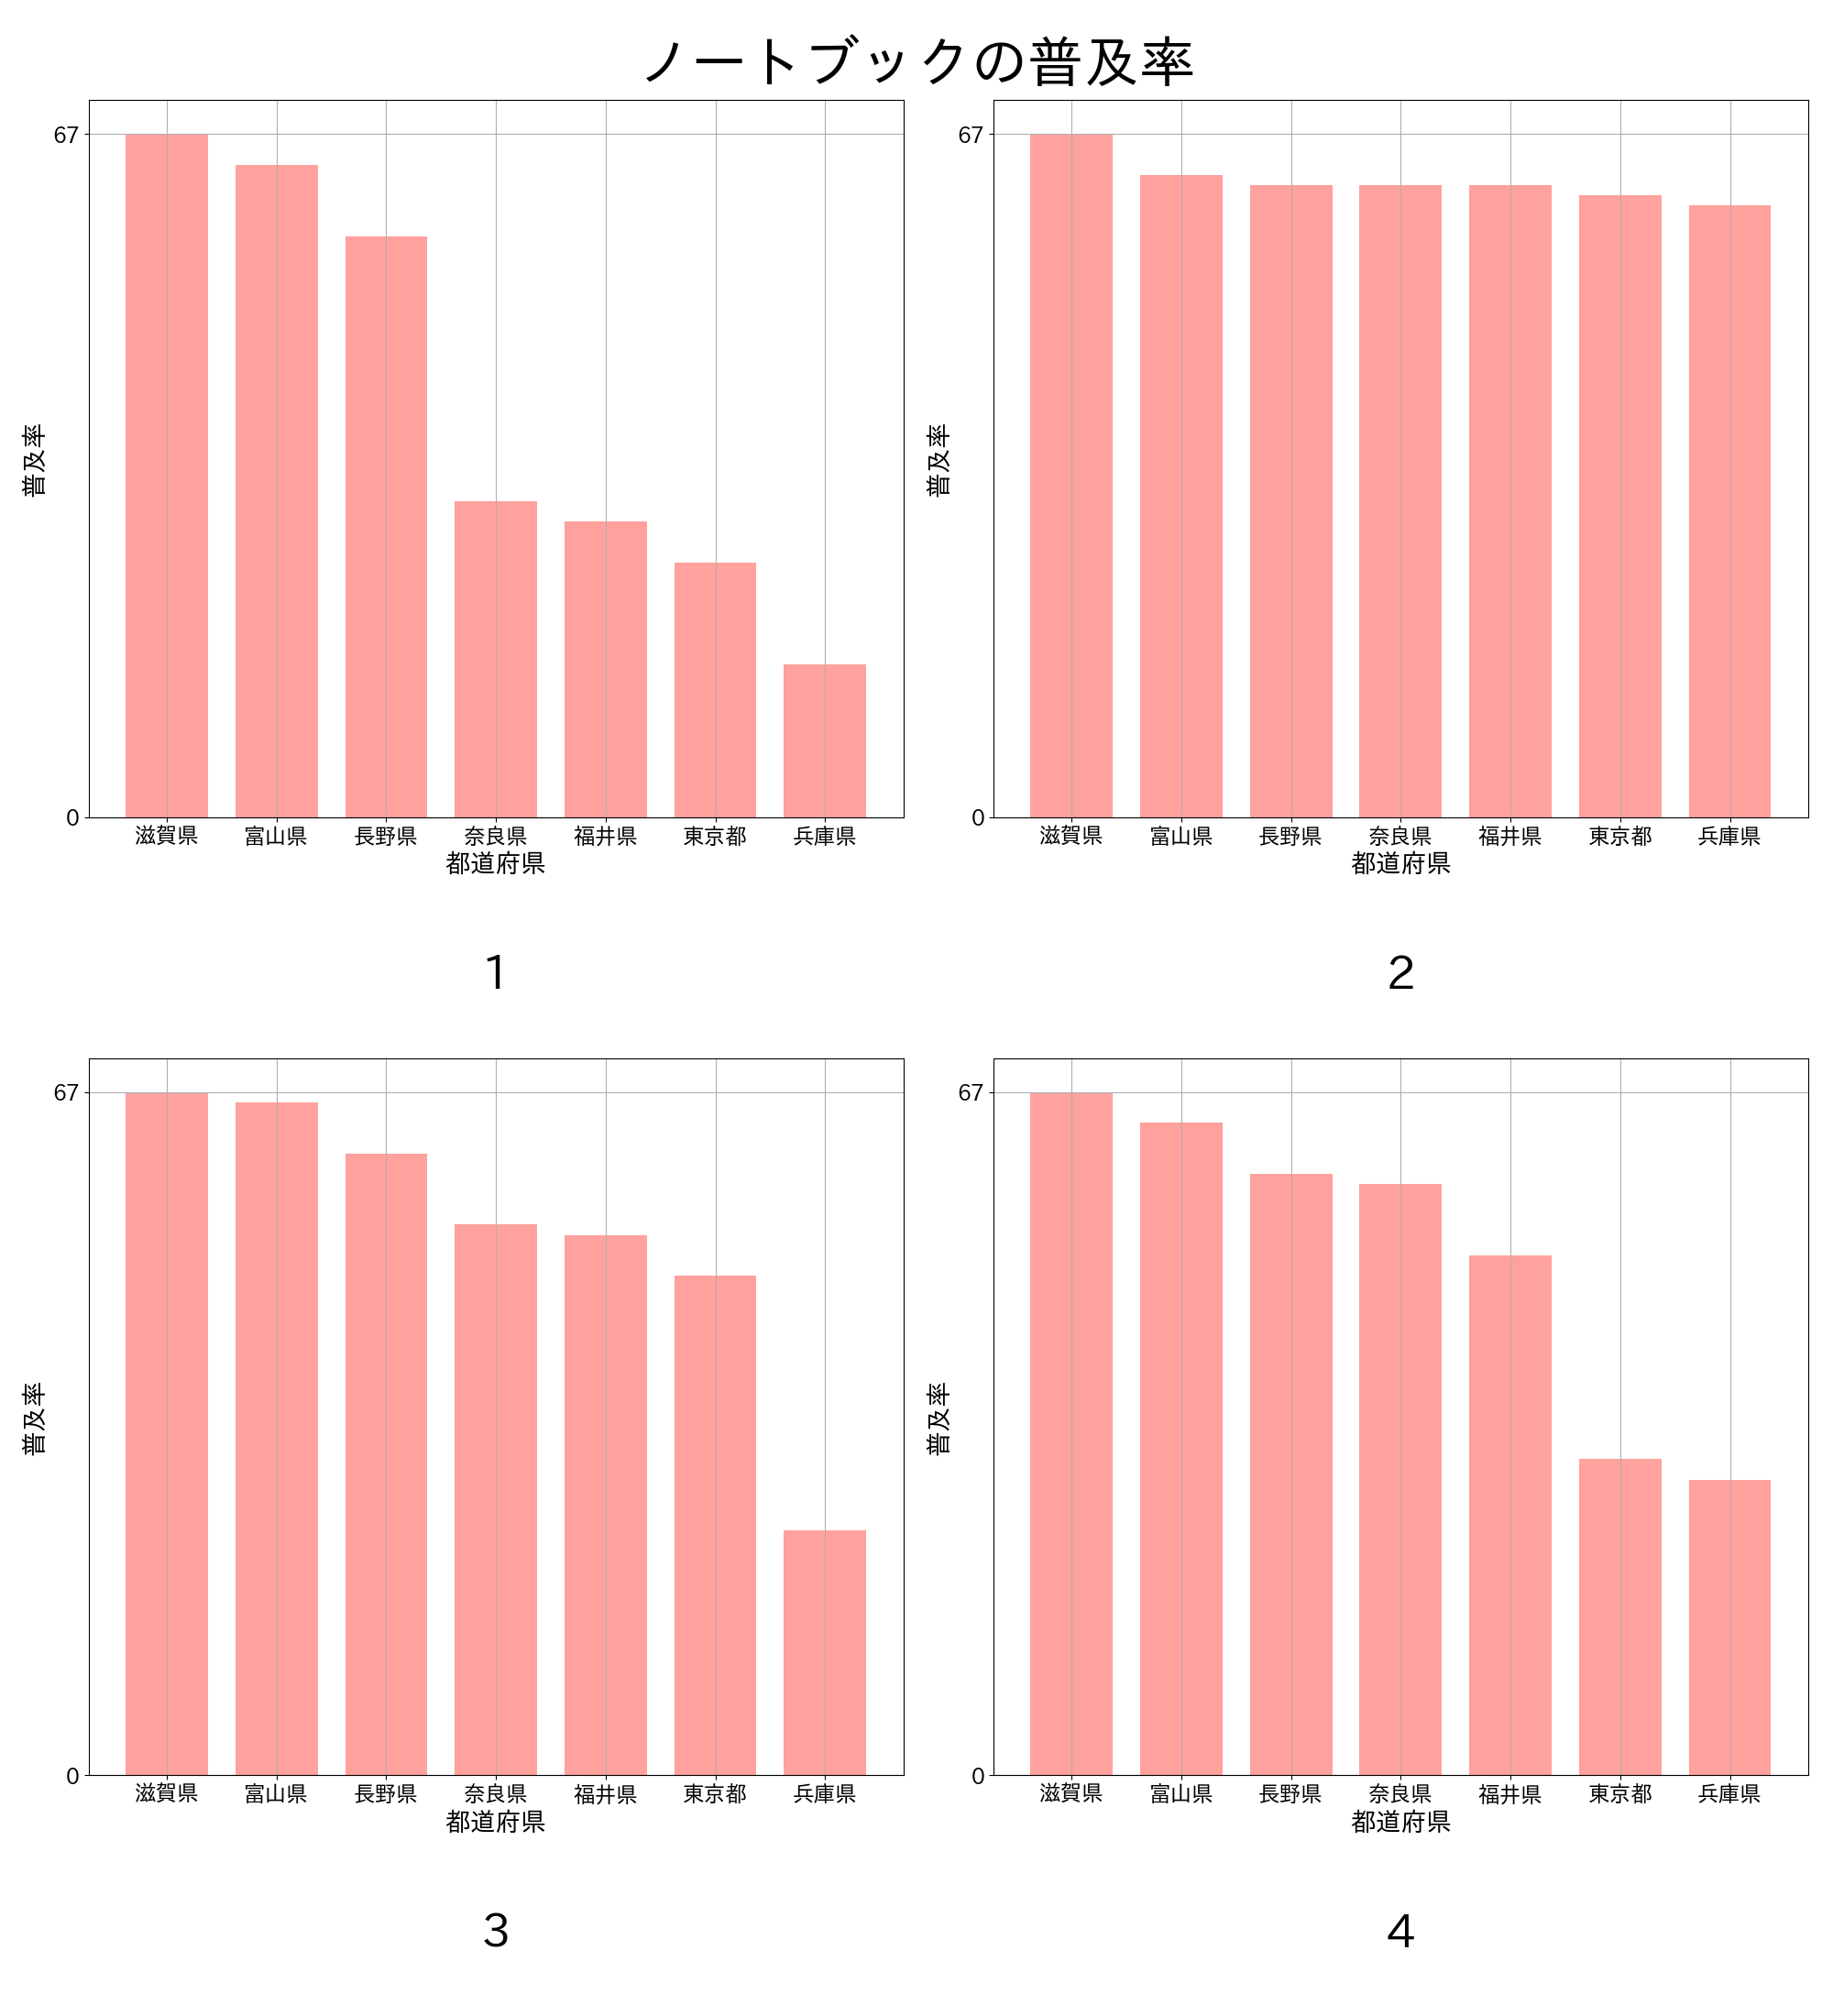 ノートブックの普及率
67
0
普及率
滋賀県 富山県 長野県 奈良県 福井県 東京都 兵庫県
都道府県
1
67
0
普及率
滋賀県 富山県 長野県 奈良県 福井県 東京都 兵庫県
都道府県
2
67
0
普及率
滋賀県 富山県 長野県 奈良県 福井県 東京都 兵庫県
都道府県
3
67
0
普及率
滋賀県 富山県 長野県 奈良県 福井県 東京都 兵庫県
都道府県
4